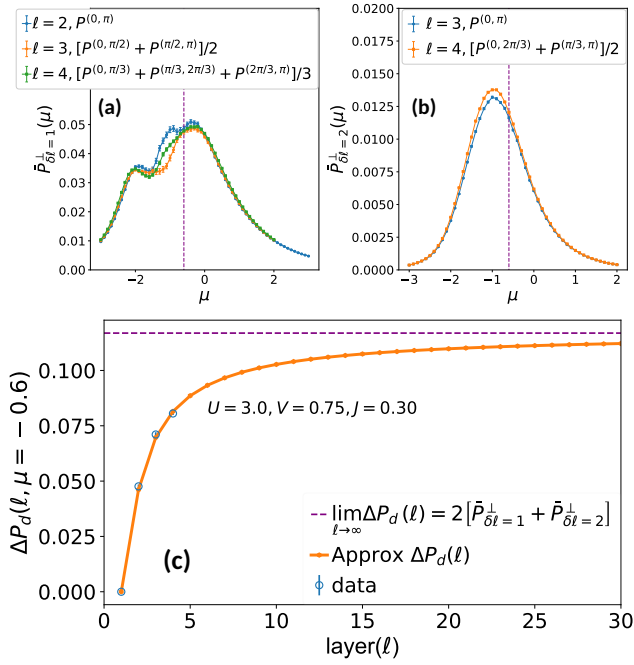 ℓ = 2, P^(0, π)
ℓ = 3, [P^(0, π/2) + P^(π/2, π)]/2
ℓ = 4, [P^(0, π/3) + P^(π/3, 2π/3) + P^(2π/3, π)]/3
(a)
P̄^⊥_δℓ = 1(μ)
0.05
0.04
0.03
0.02
0.01
0.00
−2
0
2
μ
ℓ = 3, P^(0, π)
ℓ = 4, [P^(0, 2π/3) + P^(π/3, π)]/2
(b)
P̄^⊥_δℓ = 2(μ)
0.0200
0.0175
0.0150
0.0125
0.0100
0.0075
0.0050
0.0025
0.0000
−3
−2
−1
0
1
2
μ
ΔP_d(ℓ, μ = − 0.6)
0.100
0.075
0.050
0.025
0.000
U = 3.0, V = 0.75, J = 0.30
(c)
lim_ℓ→∞ ΔP_d (ℓ) = 2[P̄^⊥_δℓ = 1 + P̄^⊥_δℓ = 2]
Approx ΔP_d(ℓ)
data
0
5
10
15
20
25
30
layer(ℓ)